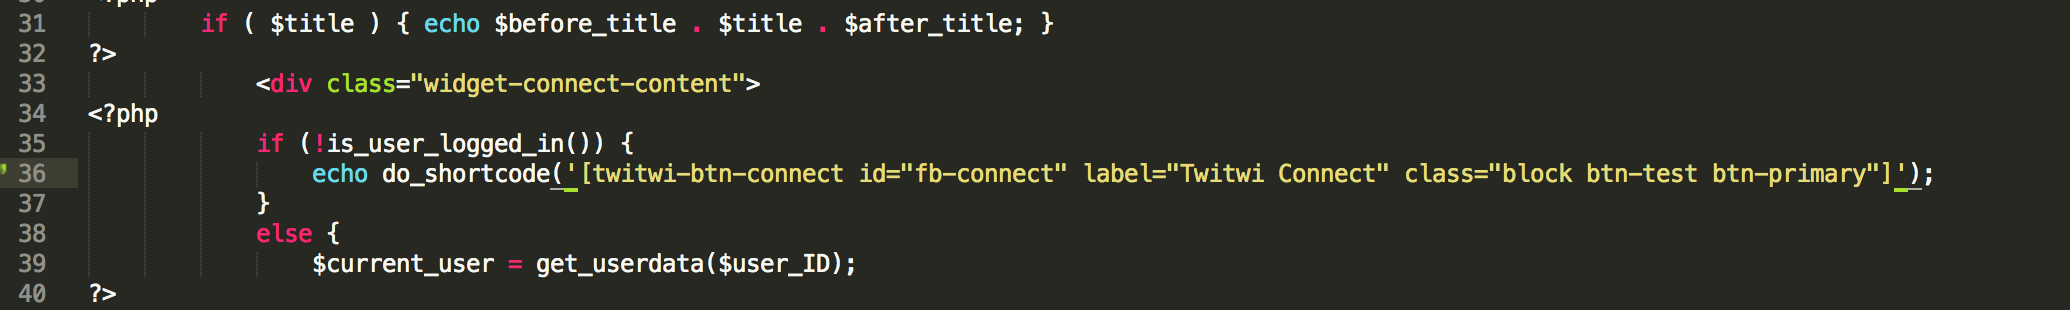 31 if ( $title ) { echo $before_title . $title . $after_title; }
32 ?>
33 <div class="widget-connect-content">
34 <?php
35 if (!is_user_logged_in()) {
36 echo do_shortcode('[twitwi-btn-connect id="fb-connect" label="Twitwi Connect" class="block btn-test btn-primary"]');
37 }
38 else {
39 $current_user = get_userdata($user_ID);
40 ?>